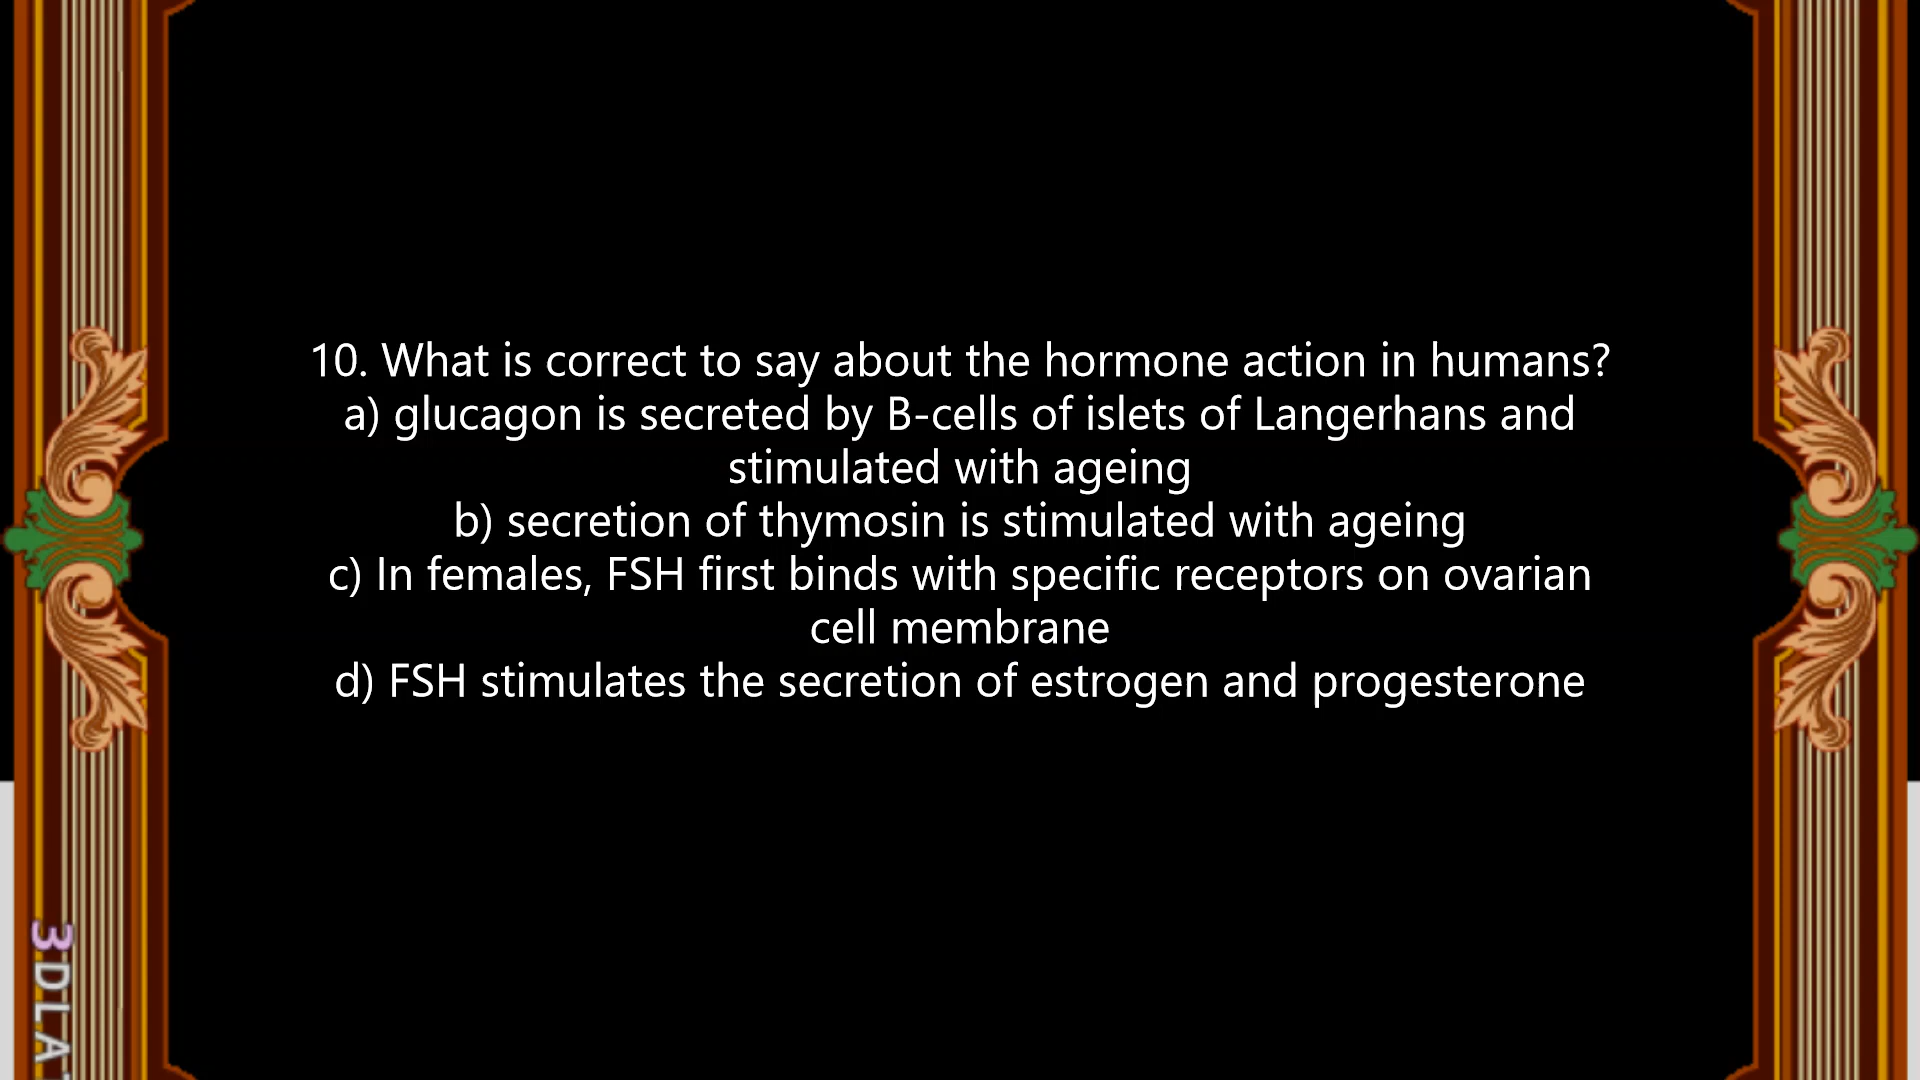 10. What is correct to say about the hormone action in humans?
a) glucagon is secreted by B-cells of islets of Langerhans and
stimulated with ageing
b) secretion of thymosin is stimulated with ageing
c) In females, FSH first binds with specific receptors on ovarian
cell membrane
d) FSH stimulates the secretion of estrogen and progesterone
3DLA